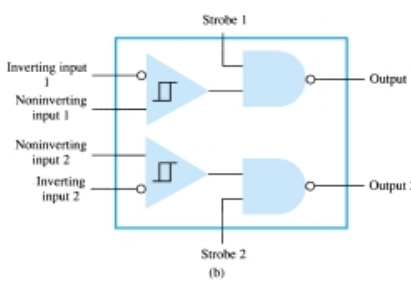 Strobe 1
Inverting input
1
Noninverting
input 1
Output
Noninverting
input 2
Inverting
input 2
Output
Strobe 2
(b)